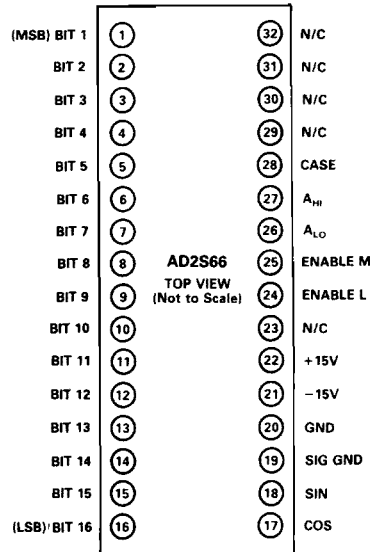 (MSB) BIT 1 1 32 N/C
BIT 2 2 31 N/C
BIT 3 3 30 N/C
BIT 4 4 29 N/C
BIT 5 5 28 CASE
BIT 6 6 27 AHI
BIT 7 7 26 ALO
BIT 8 8 AD2S66 25 ENABLE M
TOP VIEW
BIT 9 9 (Not to Scale) 24 ENABLE L
BIT 10 10 23 N/C
BIT 11 11 22 +15V
BIT 12 12 21 −15V
BIT 13 13 20 GND
BIT 14 14 19 SIG GND
BIT 15 15 18 SIN
(LSB) BIT 16 16 17 COS